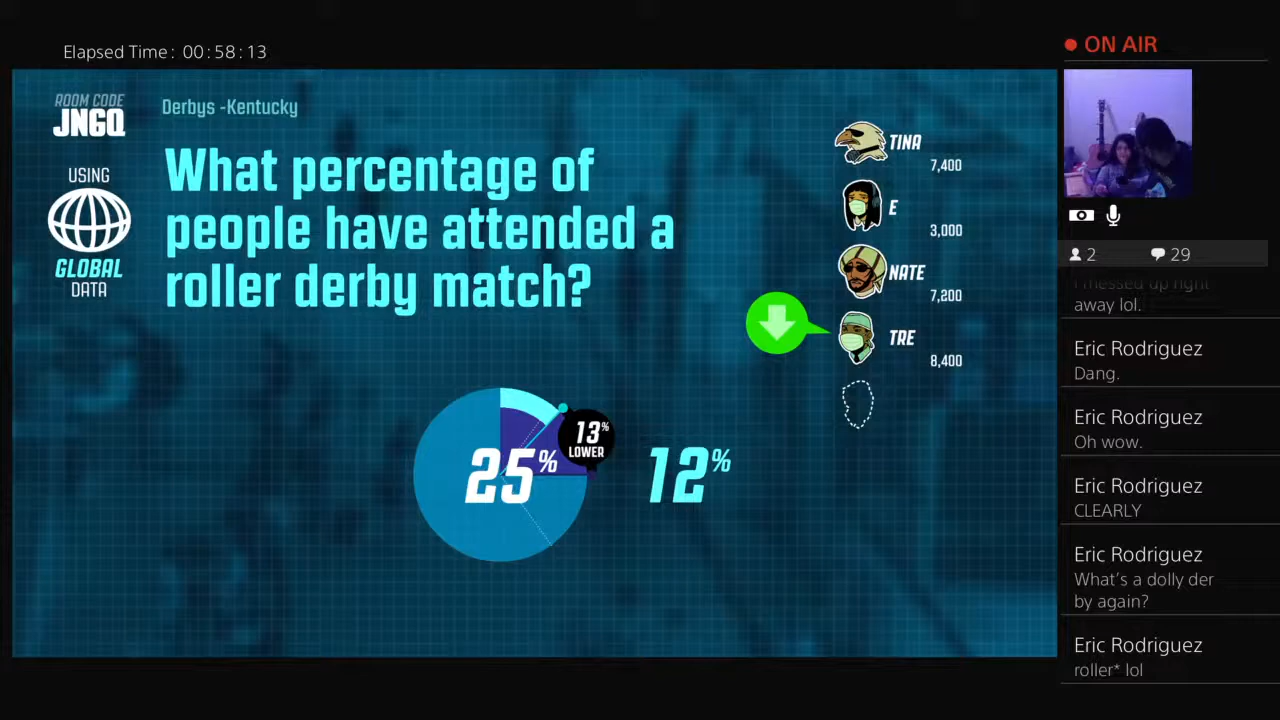 Elapsed Time: 00:58:13
ON AIR
ROOM CODE
JNGQ
USING
GLOBAL
DATA
Derbys -Kentucky
What percentage of
people have attended a
roller derby match?
TINA
7,400
E
3,000
NATE
7,200
TRE
8,400
25%
13%
LOWER
12%
2
29
I messed up right
away lol.
Eric Rodriguez
Dang.
Eric Rodriguez
Oh wow.
Eric Rodriguez
CLEARLY
Eric Rodriguez
What's a dolly der
by again?
Eric Rodriguez
roller* lol